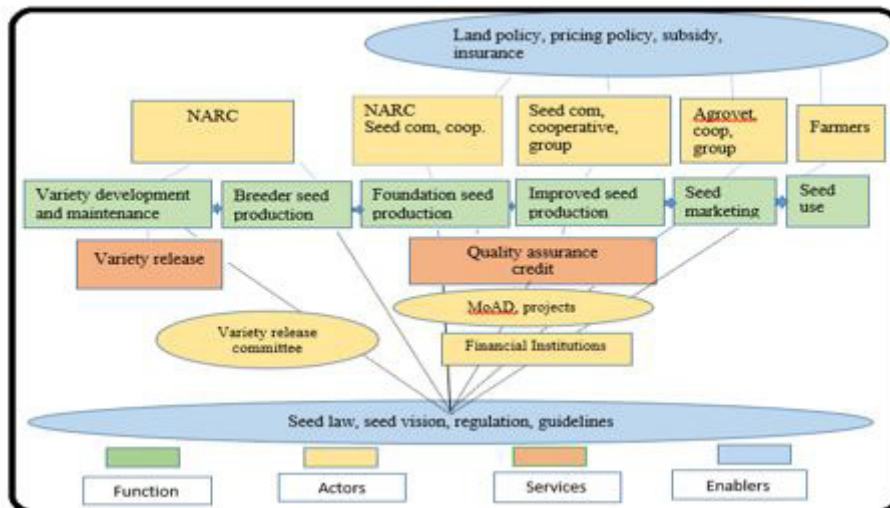 Land policy, pricing policy, subsidy,
insurance
NARC
NARC
Seed com, coop.
Seed com,
cooperative,
group
Agrovet,
coop,
group
Farmers
Variety development
and maintenance
Breeder seed
production
Foundation seed
production
Improved seed
production
Seed
marketing
Seed
use
Variety release
Quality assurance
credit
MoAD, projects
Variety release
committee
Financial Institutions
Seed law, seed vision, regulation, guidelines
Function
Actors
Services
Enablers